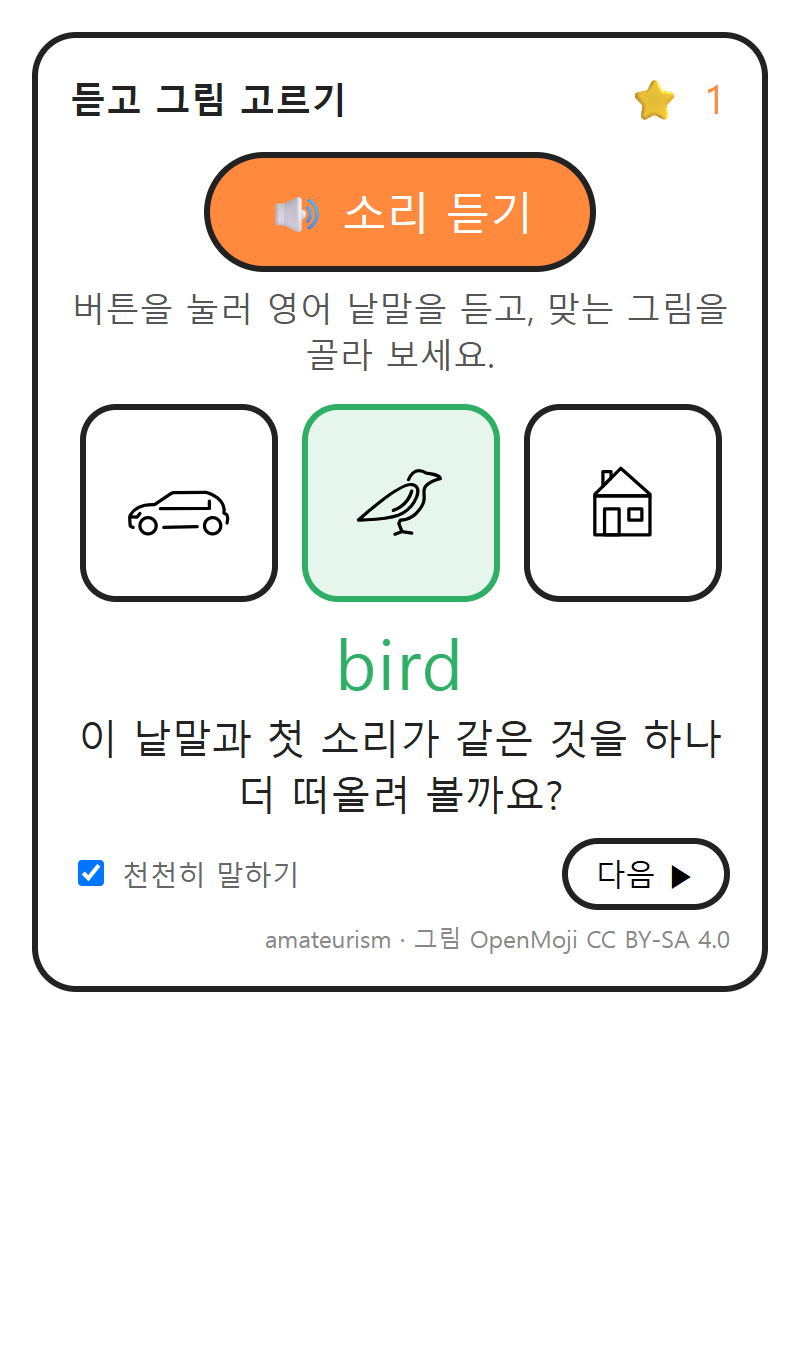 듣고 그림 고르기
⭐ 1
🔊 소리 듣기
버튼을 눌러 영어 낱말을 듣고, 맞는 그림을
골라 보세요.
bird
이 낱말과 첫 소리가 같은 것을 하나
더 떠올려 볼까요?
천천히 말하기
다음 ▶
amateurism · 그림 OpenMoji CC BY-SA 4.0